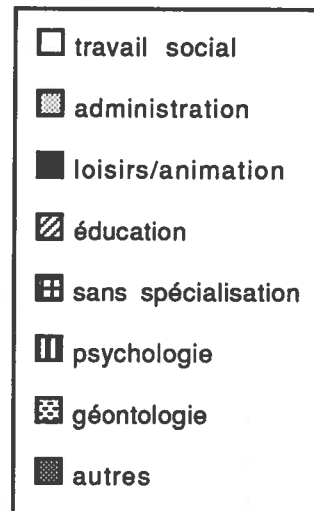 travail social
administration
loisirs/animation
éducation
sans spécialisation
psychologie
géontologie
autres